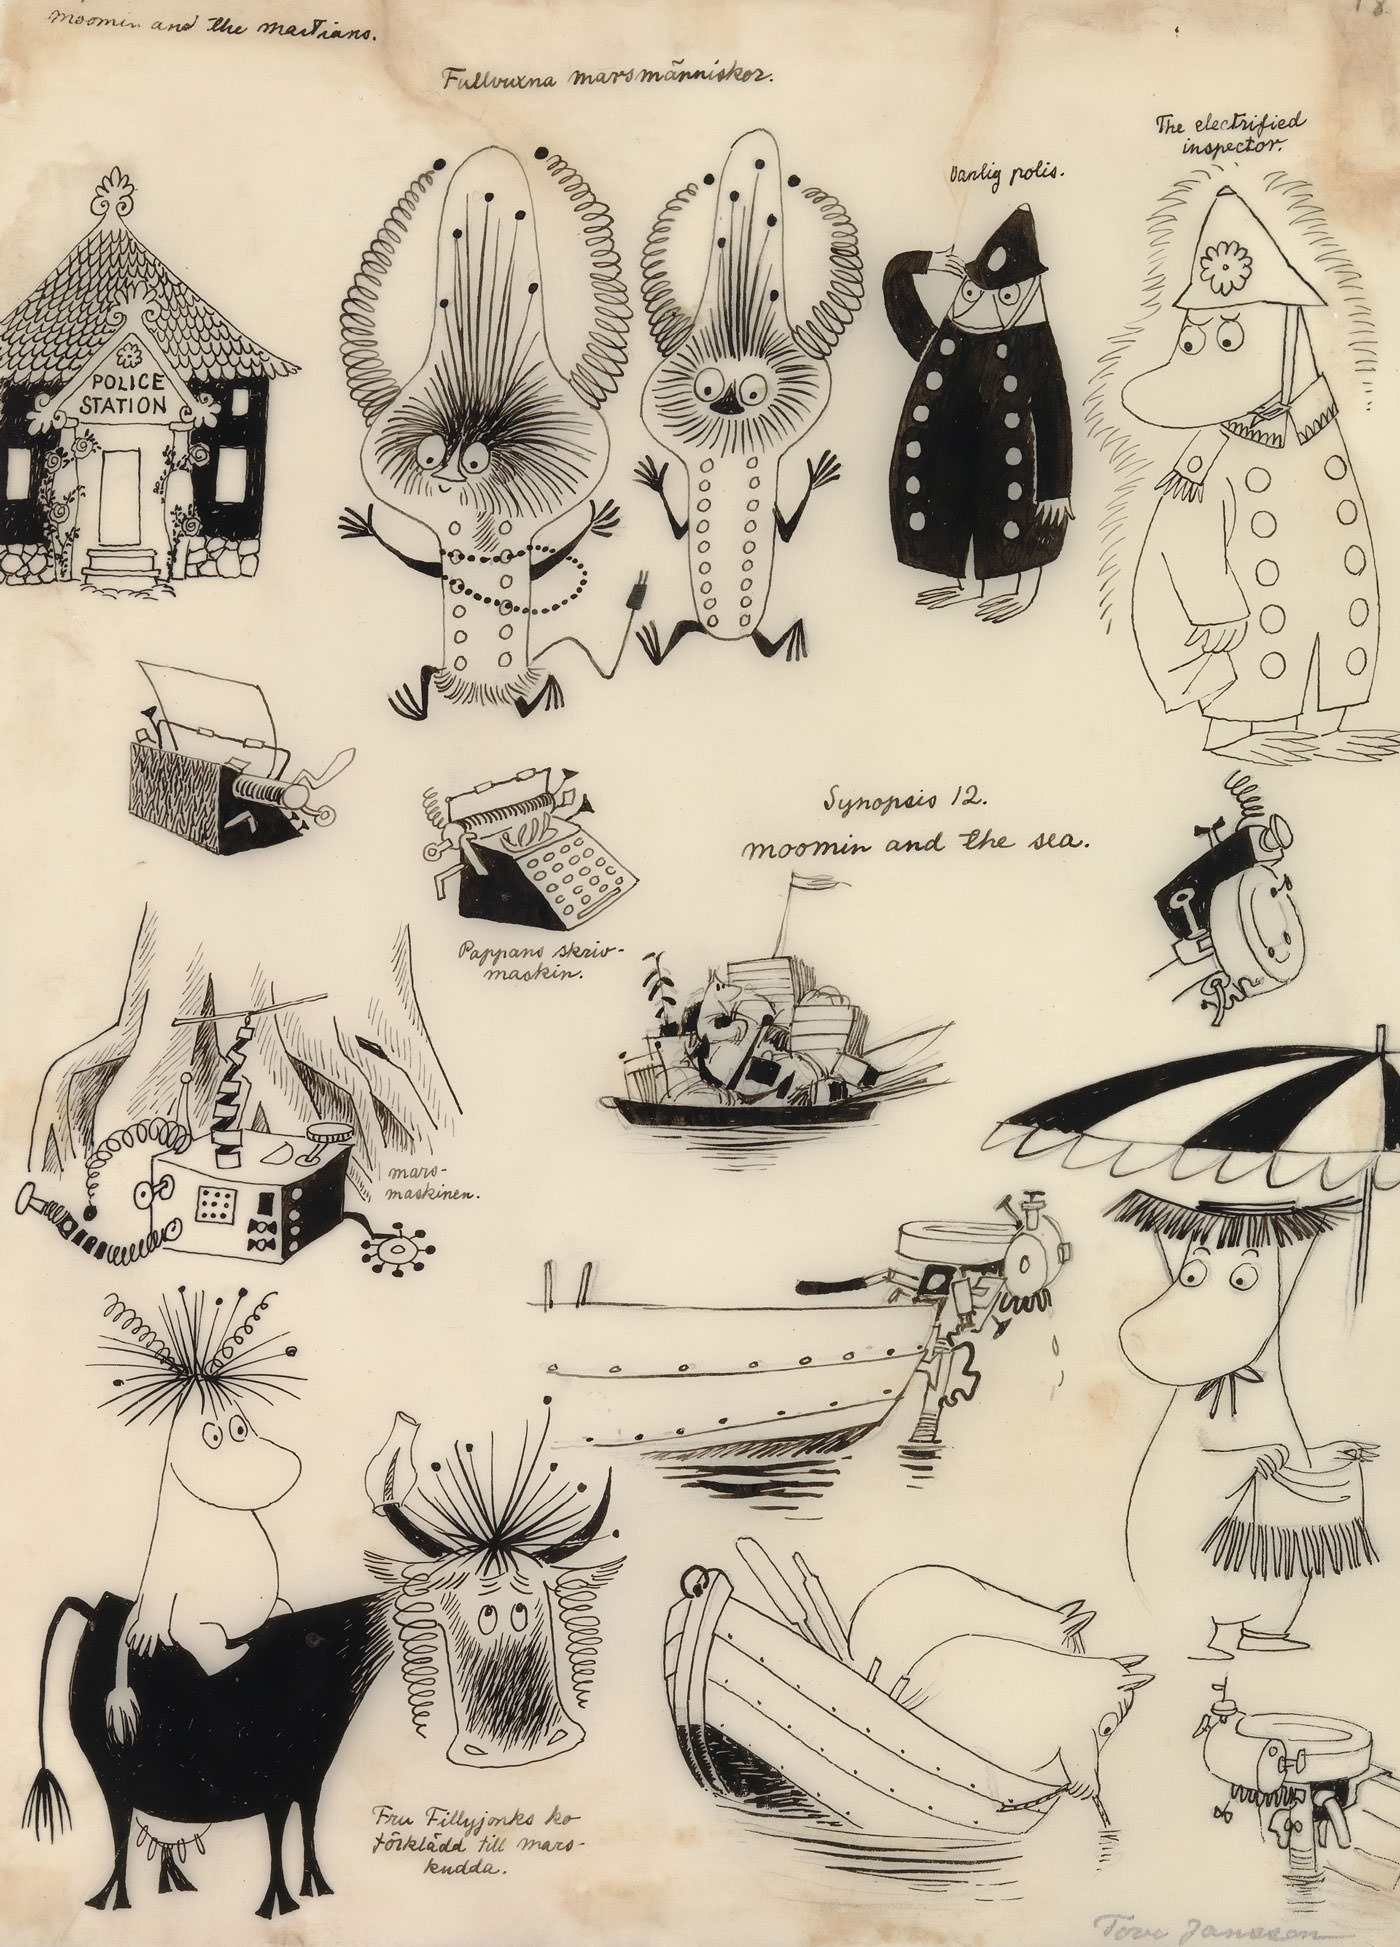 moomin and the martians.
Fullvuxna marsmänniskor.
The electrified
inspector.
Vanlig polis.
POLICE
STATION
Synopsis 12.
moomin and the sea.
Pappans skriv-
maskin.
mars-
maskinen.
Fru Fillyjonks ko
förklädd till mars-
kudda.
Tove Jansson